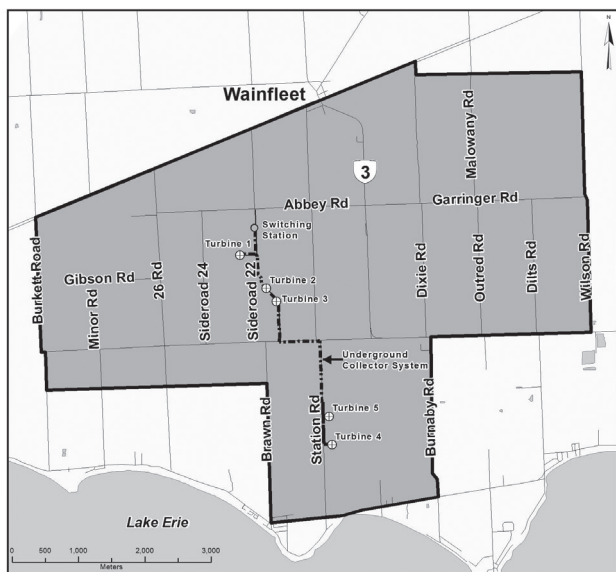 N
Wainfleet
Malowany Rd
3
Abbey Rd
Garringer Rd
Switching
Station
Turbine 1
Burkett Road
Gibson Rd
Minor Rd
26 Rd
Sideroad 24
Sideroad 22
Turbine 2
Turbine 3
Dixie Rd
Outred Rd
Dilts Rd
Wilson Rd
Underground
Collector System
Brawn Rd
Station Rd
Burnaby Rd
Turbine 5
Turbine 4
Lake Erie
0 500 1,000 2,000 3,000
Meters